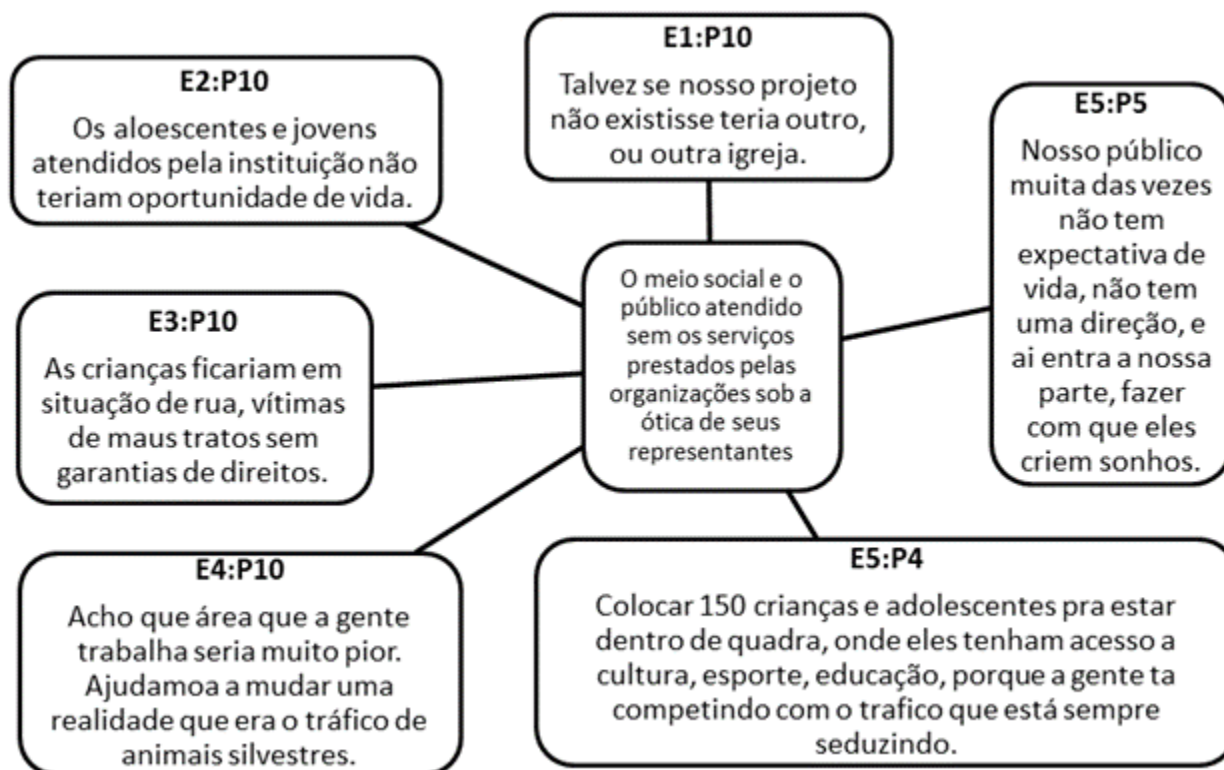 E1:P10
Talvez se nosso projeto
não existisse teria outro,
ou outra igreja.
E2:P10
Os aloescentes e jovens
atendidos pela instituição não
teriam oportunidade de vida.
E5:P5
Nosso público
muita das vezes
não tem
expectativa de
vida, não tem
uma direção, e
ai entra a nossa
parte, fazer
com que eles
criem sonhos.
O meio social e o
público atendido
sem os serviços
prestados pelas
organizações sob a
ótica de seus
representantes
E3:P10
As crianças ficariam em
situação de rua, vítimas
de maus tratos sem
garantias de direitos.
E4:P10
Acho que área que a gente
trabalha seria muito pior.
Ajudamoa a mudar uma
realidade que era o tráfico de
animais silvestres.
E5:P4
Colocar 150 crianças e adolescentes pra estar
dentro de quadra, onde eles tenham acesso a
cultura, esporte, educação, porque a gente ta
competindo com o trafico que está sempre
seduzindo.